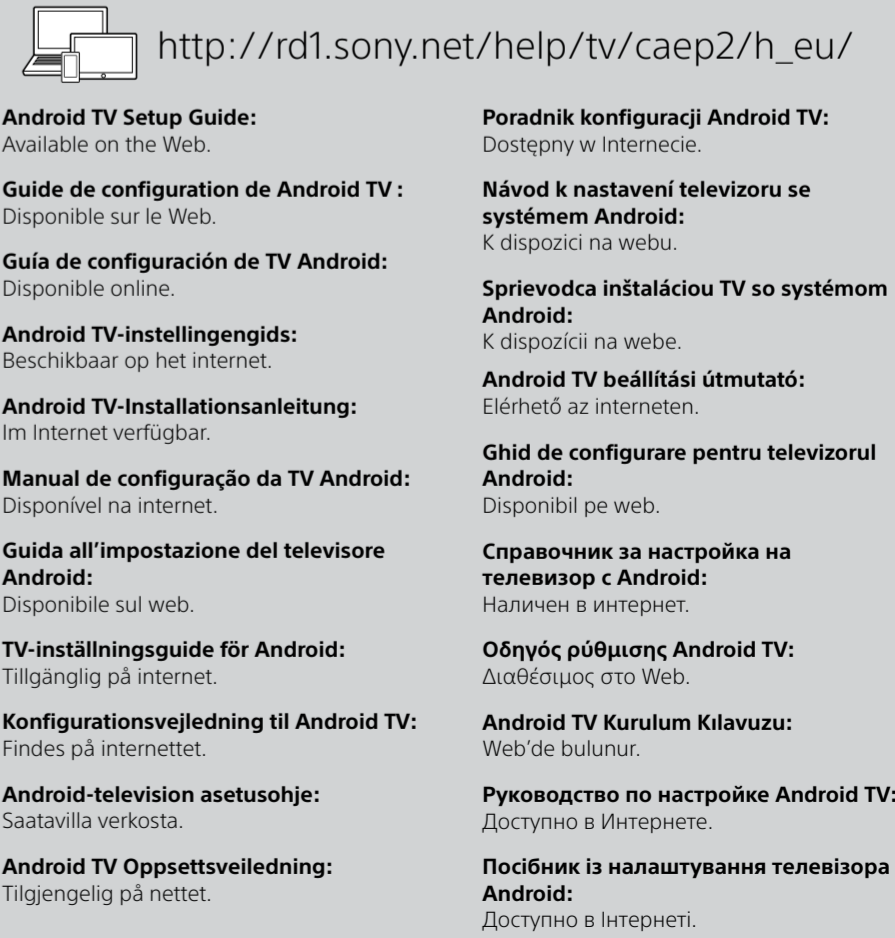 http://rd1.sony.net/help/tv/caep2/h_eu/
Android TV Setup Guide:
Available on the Web.
Guide de configuration de Android TV :
Disponible sur le Web.
Guía de configuración de TV Android:
Disponible online.
Android TV-instellingengids:
Beschikbaar op het internet.
Android TV-Installationsanleitung:
Im Internet verfügbar.
Manual de configuração da TV Android:
Disponível na internet.
Guida all’impostazione del televisore
Android:
Disponibile sul web.
TV-inställningsguide för Android:
Tillgänglig på internet.
Konfigurationsvejledning til Android TV:
Findes på internettet.
Android-television asetusohje:
Saatavilla verkosta.
Android TV Oppsettsveiledning:
Tilgjengelig på nettet.
Poradnik konfiguracji Android TV:
Dostępny w Internecie.
Návod k nastavení televizoru se
systémem Android:
K dispozici na webu.
Sprievodca inštaláciou TV so systémom
Android:
K dispozícii na webe.
Android TV beállítási útmutató:
Elérhető az interneten.
Ghid de configurare pentru televizorul
Android:
Disponibil pe web.
Справочник за настройка на
телевизор с Android:
Наличен в интернет.
Οδηγός ρύθμισης Android TV:
Διαθέσιμος στο Web.
Android TV Kurulum Kılavuzu:
Web’de bulunur.
Руководство по настройке Android TV:
Доступно в Интернете.
Посібник із налаштування телевізора
Android:
Доступно в Інтернеті.